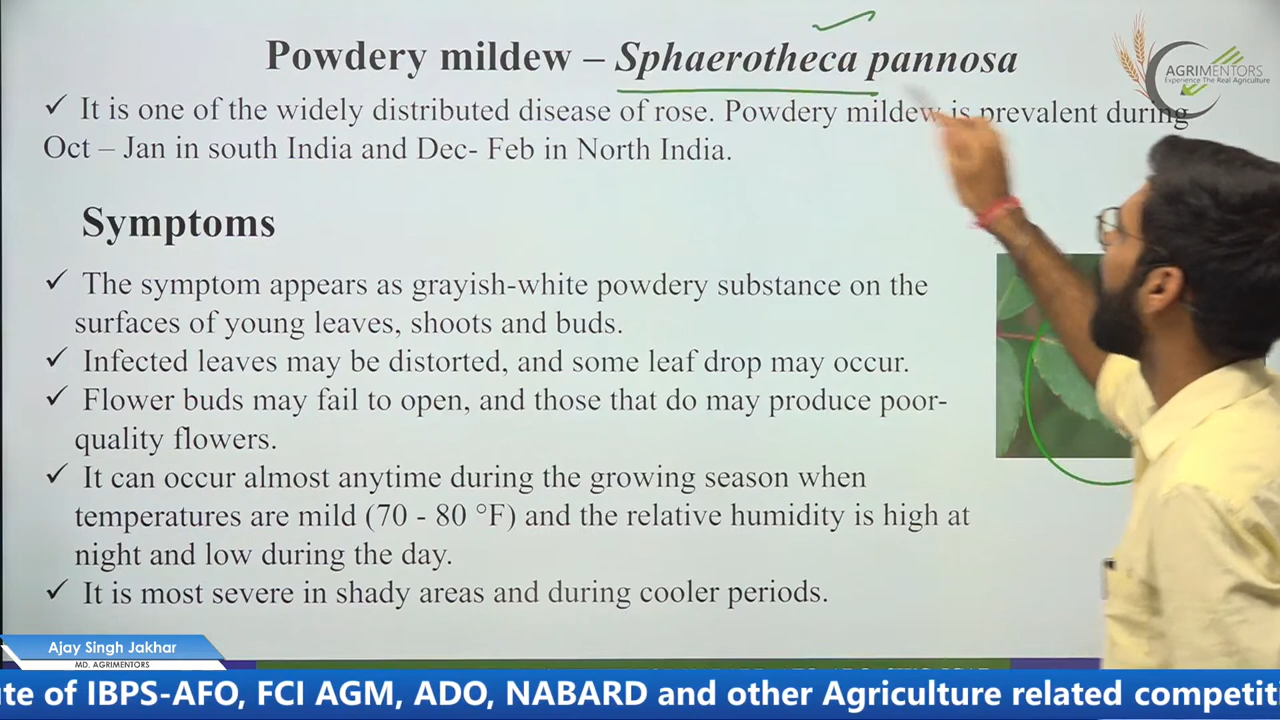 Powdery mildew – Sphaerotheca pannosa
AGRIMENTORS
Experience The Real Agriculture
✓ It is one of the widely distributed disease of rose. Powdery mildew is prevalent during
Oct – Jan in south India and Dec- Feb in North India.
Symptoms
✓ The symptom appears as grayish-white powdery substance on the
surfaces of young leaves, shoots and buds.
✓ Infected leaves may be distorted, and some leaf drop may occur.
✓ Flower buds may fail to open, and those that do may produce poor-
quality flowers.
✓ It can occur almost anytime during the growing season when
temperatures are mild (70 - 80 °F) and the relative humidity is high at
night and low during the day.
✓ It is most severe in shady areas and during cooler periods.
Ajay Singh Jakhar
MD. AGRIMENTORS
of IBPS-AFO, FCI AGM, ADO, NABARD and other Agriculture related